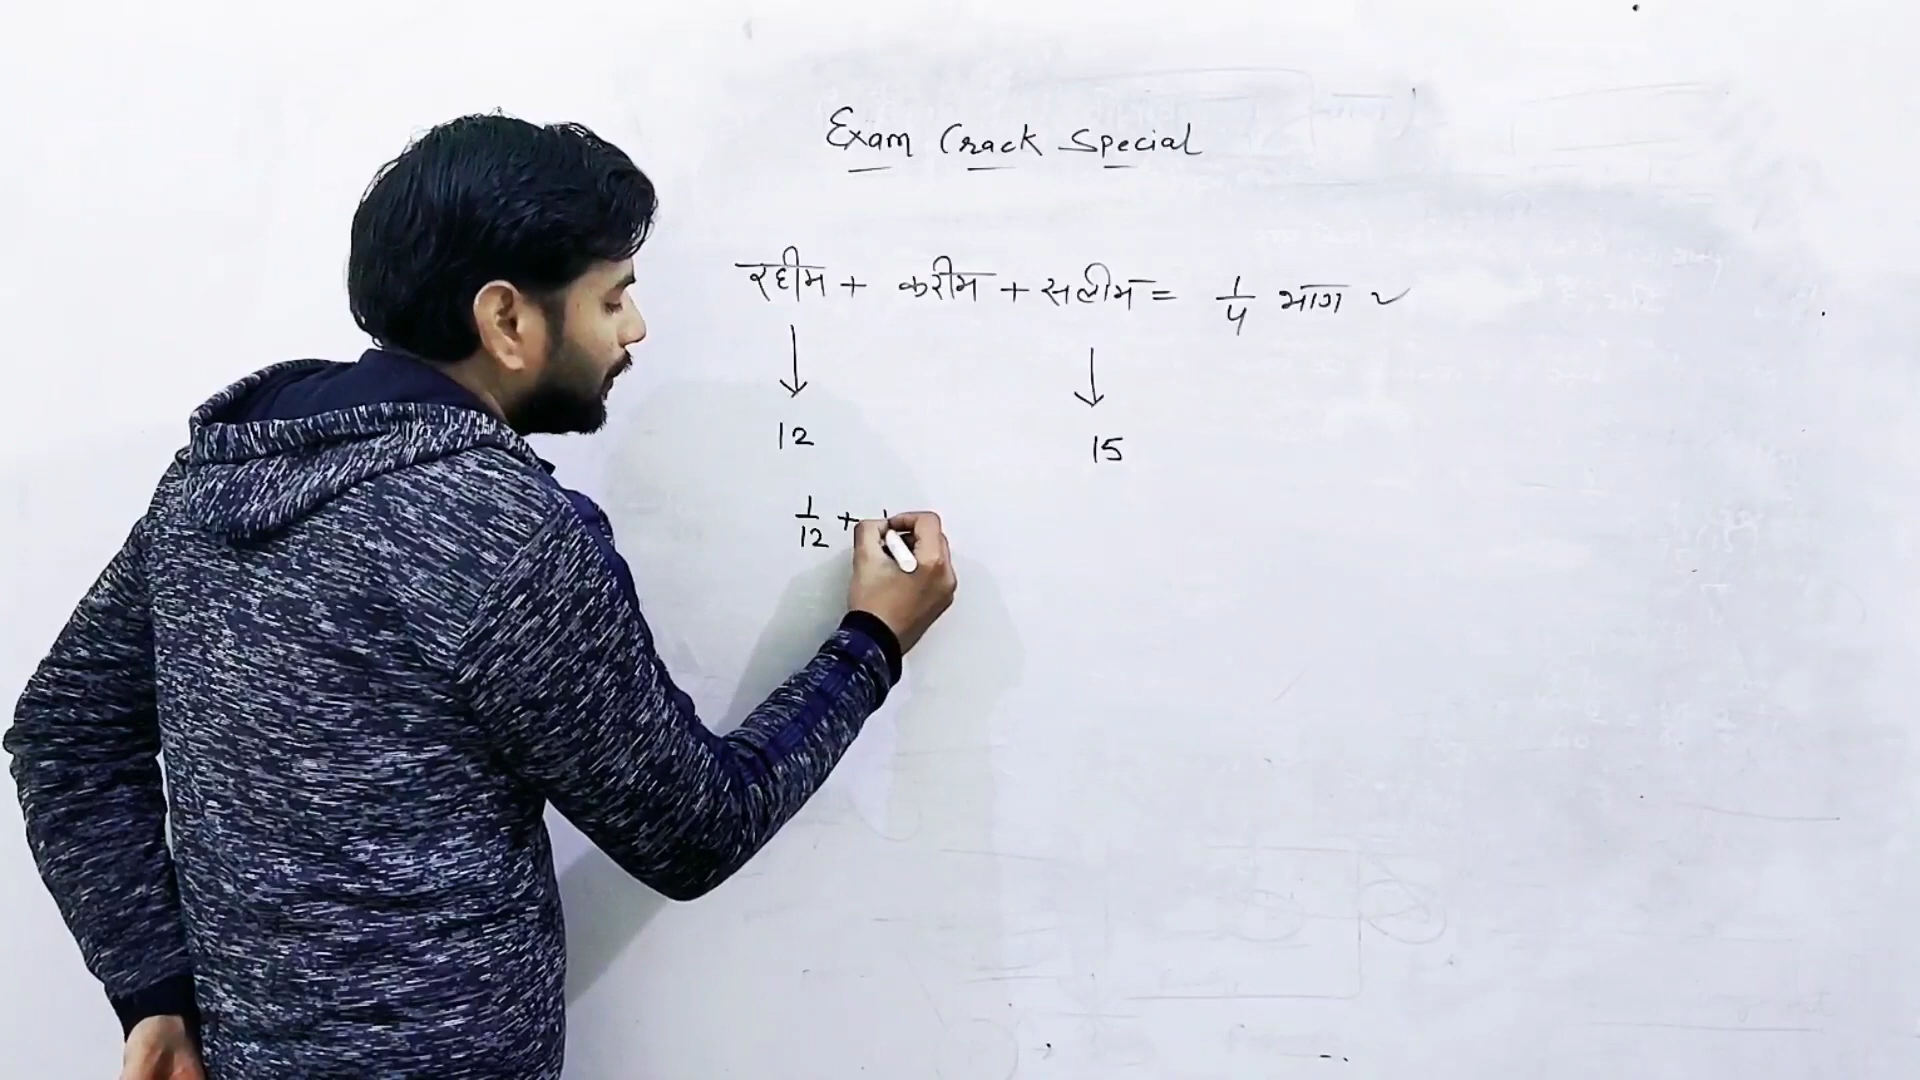 Exam Crack Special
रहीम + करीम + सलीम = 1/4 भाग
12 15
1/12 +